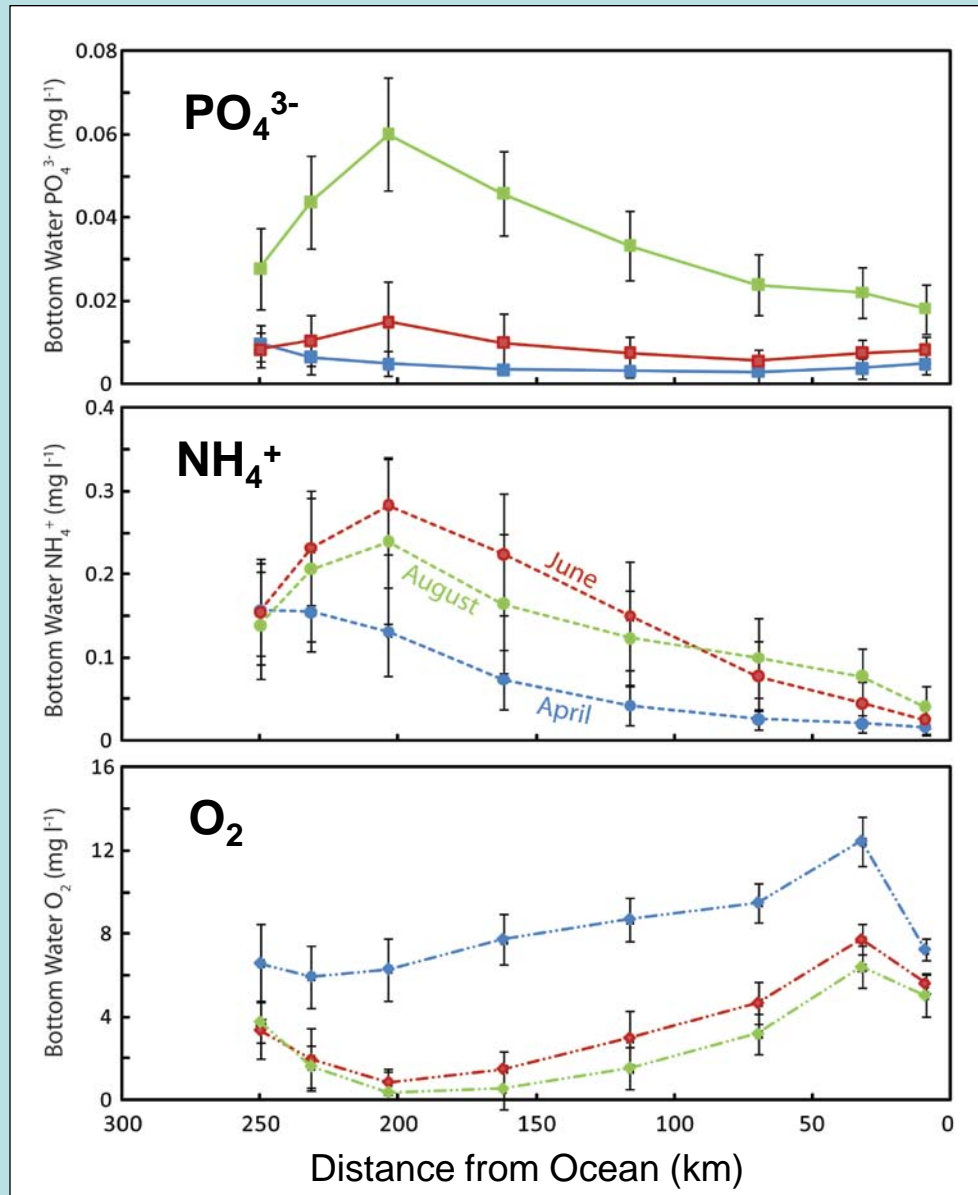 Bottom Water PO₄³⁻ (mg l⁻¹)
0.08
0.06
0.04
0.02
0
PO₄³⁻
Bottom Water NH₄⁺ (mg l⁻¹)
0.4
0.3
0.2
0.1
0
NH₄⁺
June
August
April
Bottom Water O₂ (mg l⁻¹)
16
12
8
4
0
O₂
300 250 200 150 100 50 0
Distance from Ocean (km)